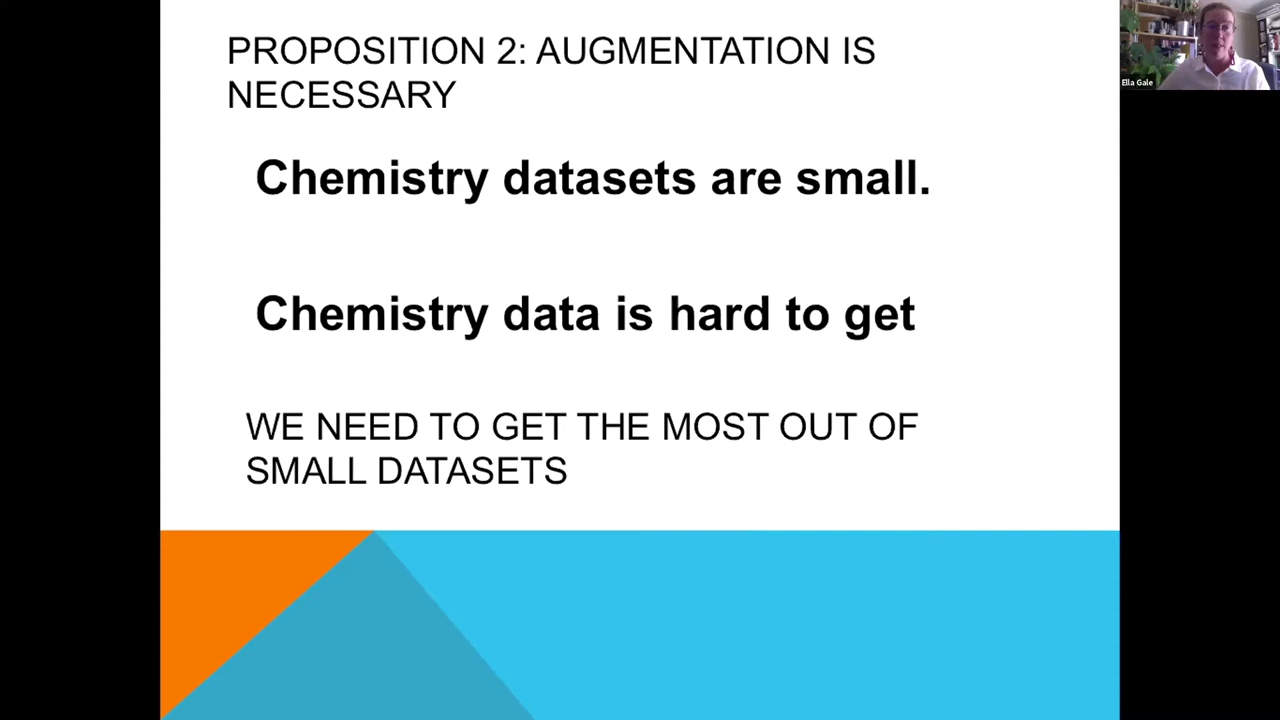 PROPOSITION 2: AUGMENTATION IS
NECESSARY
Chemistry datasets are small.
Chemistry data is hard to get
WE NEED TO GET THE MOST OUT OF
SMALL DATASETS
Ella Gale